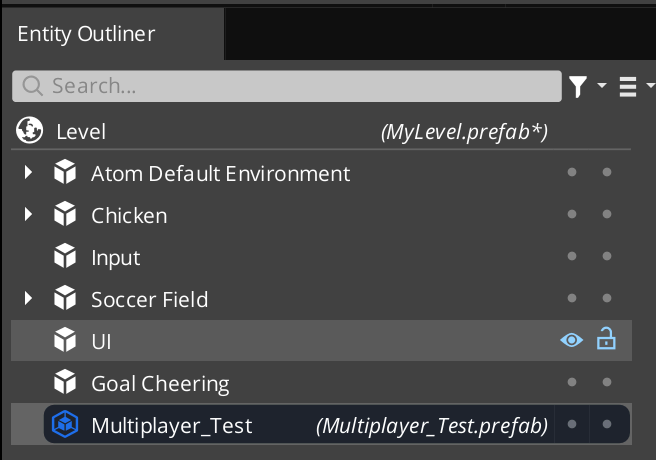 Entity Outliner
Search...
Level (MyLevel.prefab*)
Atom Default Environment
Chicken
Input
Soccer Field
UI
Goal Cheering
Multiplayer_Test (Multiplayer_Test.prefab)